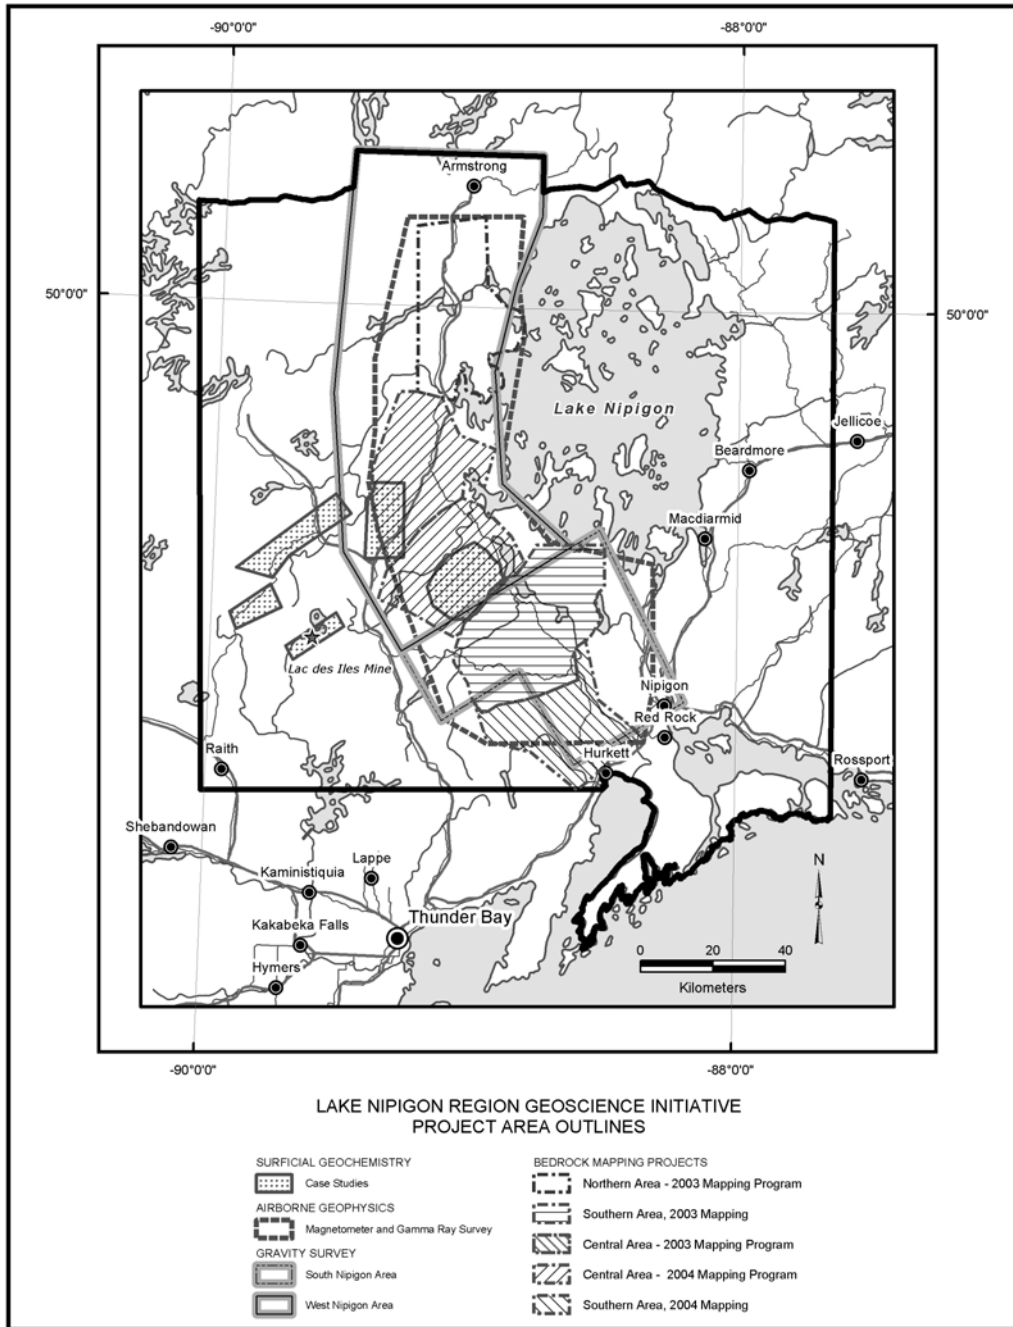 -90°0'0"
-88°0'0"
Armstrong
50°0'0"
50°0'0"
Lake Nipigon
Jellicoe
Beardmore
Macdiarmid
Lac des Iles Mine
Nipigon
Red Rock
Hurkett
Raith
Rossport
Shebandowan
Lappe
Kaministiquia
N
Thunder Bay
Kakabeka Falls
0 20 40
Hymers
Kilometers
-90°0'0"
-88°0'0"
LAKE NIPIGON REGION GEOSCIENCE INITIATIVE
PROJECT AREA OUTLINES
SURFICIAL GEOCHEMISTRY
Case Studies
AIRBORNE GEOPHYSICS
Magnetometer and Gamma Ray Survey
GRAVITY SURVEY
South Nipigon Area
West Nipigon Area
BEDROCK MAPPING PROJECTS
Northern Area - 2003 Mapping Program
Southern Area, 2003 Mapping
Central Area - 2003 Mapping Program
Central Area - 2004 Mapping Program
Southern Area, 2004 Mapping